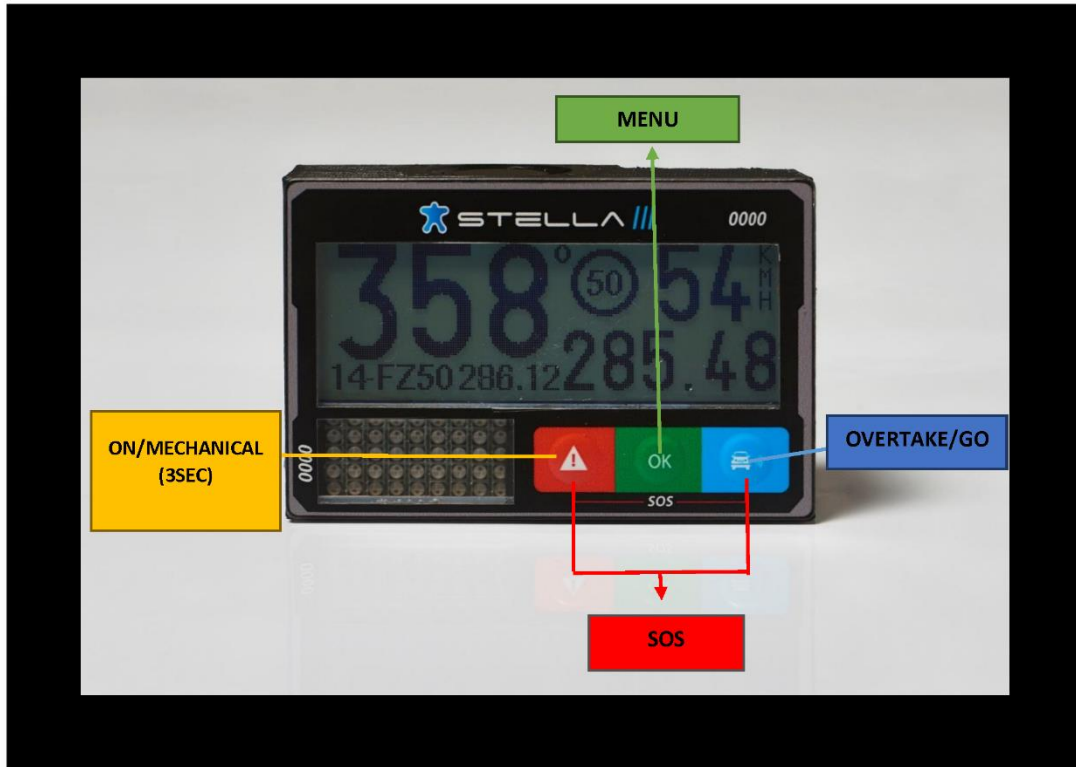 MENU
STELLA ///
0000
358° 50 54 KMH
14-FZ50 286.12 285.48
ON/MECHANICAL
(3SEC)
OVERTAKE/GO
0000
OK
SOS
SOS